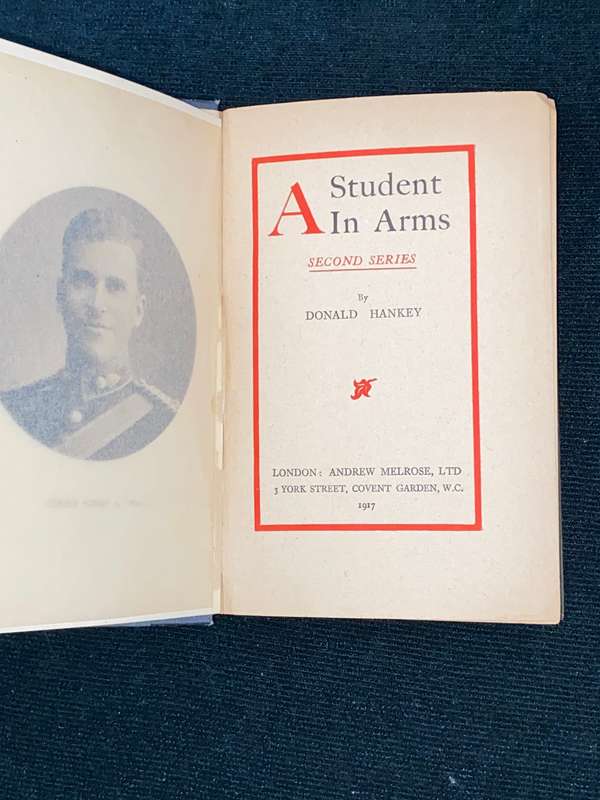 A Student
In Arms
SECOND SERIES
By
DONALD HANKEY
LONDON: ANDREW MELROSE, LTD
3 YORK STREET, COVENT GARDEN, W.C.
1917